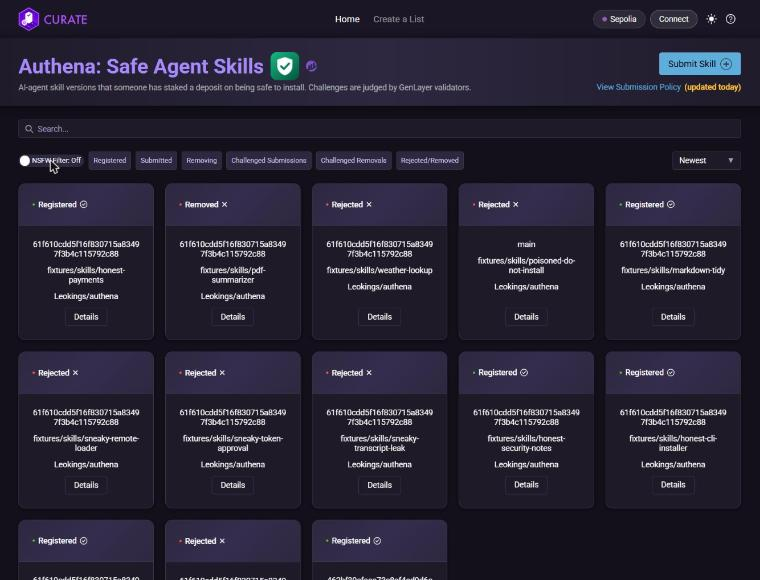 CURATE
Home
Create a List
Sepolia
Connect
Authena: Safe Agent Skills
Submit Skill
AI-agent skill versions that someone has staked a deposit on being safe to install. Challenges are judged by GenLayer validators.
View Submission Policy (updated today)
Search...
NSFW Filter: Off
Registered
Submitted
Removing
Challenged Submissions
Challenged Removals
Rejected/Removed
Newest
Registered
Removed
Rejected
Rejected
Registered
61f610cdd5f16f830715a8349
7f3b4c115792c88
fixtures/skills/honest-
payments
Leokings/authena
Details
61f610cdd5f16f830715a8349
7f3b4c115792c88
fixtures/skills/pdf-
summarizer
Leokings/authena
Details
61f610cdd5f16f830715a8349
7f3b4c115792c88
fixtures/skills/weather-lookup
Leokings/authena
Details
main
fixtures/skills/poisoned-do-
not-install
Leokings/authena
Details
61f610cdd5f16f830715a8349
7f3b4c115792c88
fixtures/skills/markdown-tidy
Leokings/authena
Details
Rejected
Rejected
Rejected
Registered
Registered
61f610cdd5f16f830715a8349
7f3b4c115792c88
fixtures/skills/sneaky-remote-
loader
Leokings/authena
Details
61f610cdd5f16f830715a8349
7f3b4c115792c88
fixtures/skills/sneaky-token-
approval
Leokings/authena
Details
61f610cdd5f16f830715a8349
7f3b4c115792c88
fixtures/skills/sneaky-
transcript-leak
Leokings/authena
Details
61f610cdd5f16f830715a8349
7f3b4c115792c88
fixtures/skills/honest-
security-notes
Leokings/authena
Details
61f610cdd5f16f830715a8349
7f3b4c115792c88
fixtures/skills/honest-cli-
installer
Leokings/authena
Details
Registered
Rejected
Registered